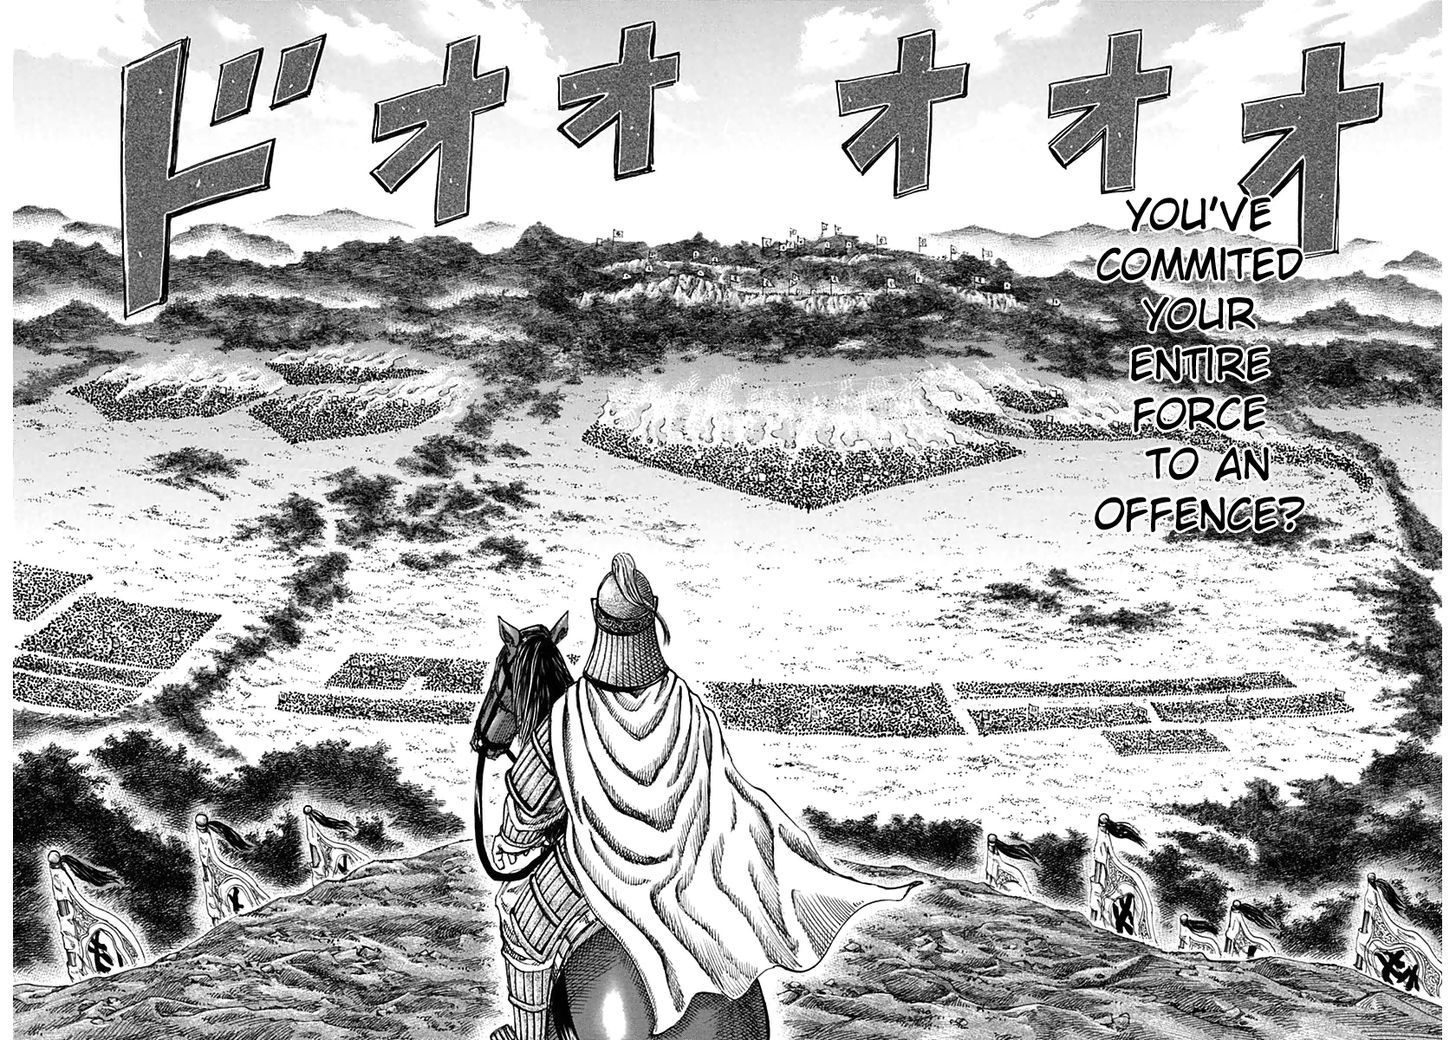 ドオオオオオ
YOU'VE
COMMITED
YOUR
ENTIRE
FORCE
TO AN
OFFENCE?